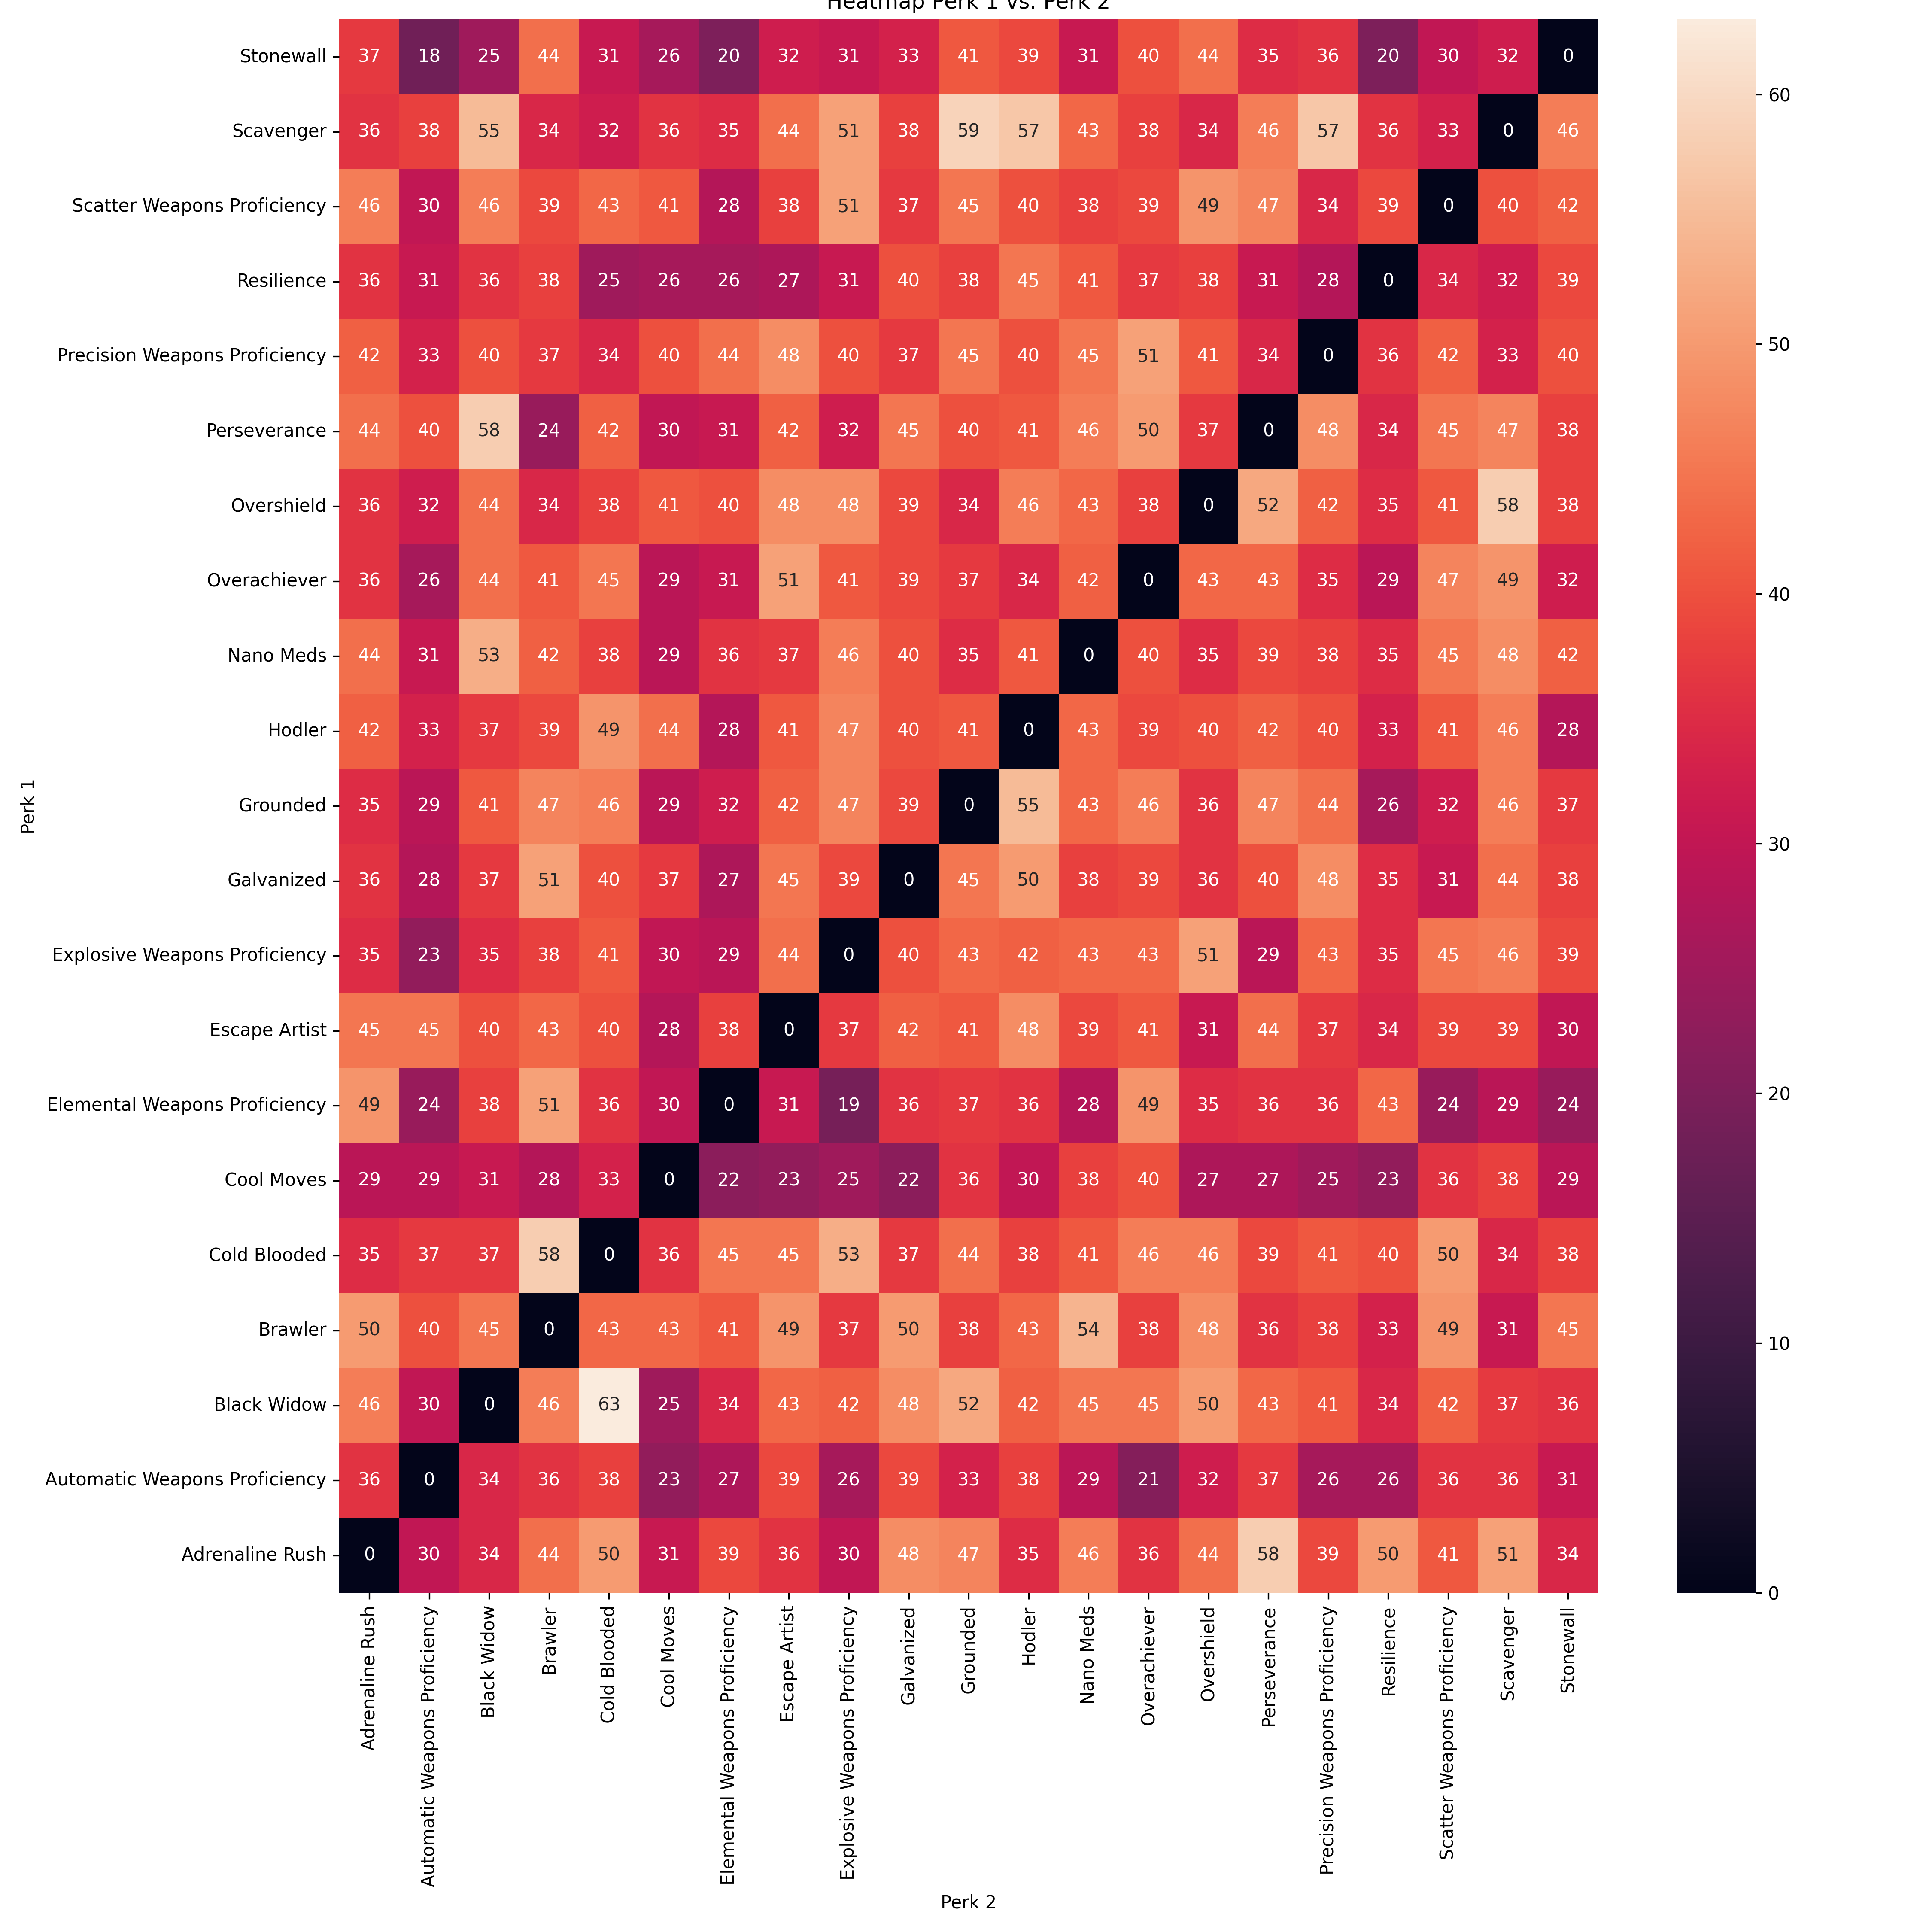 Heatmap Perk 1 vs. Perk 2
Stonewall 37 18 25 44 31 26 20 32 31 33 41 39 31 40 44 35 36 20 30 32 0
Scavenger 36 38 55 34 32 36 35 44 51 38 59 57 43 38 34 46 57 36 33 0 46
Scatter Weapons Proficiency 46 30 46 39 43 41 28 38 51 37 45 40 38 39 49 47 34 39 0 40 42
Resilience 36 31 36 38 25 26 26 27 31 40 38 45 41 37 38 31 28 0 34 32 39
Precision Weapons Proficiency 42 33 40 37 34 40 44 48 40 37 45 40 45 51 41 34 0 36 42 33 40
Perseverance 44 40 58 24 42 30 31 42 32 45 40 41 46 50 37 0 48 34 45 47 38
Overshield 36 32 44 34 38 41 40 48 48 39 34 46 43 38 0 52 42 35 41 58 38
Overachiever 36 26 44 41 45 29 31 51 41 39 37 34 42 0 43 43 35 29 47 49 32
Nano Meds 44 31 53 42 38 29 36 37 46 40 35 41 0 40 35 39 38 35 45 48 42
Hodler 42 33 37 39 49 44 28 41 47 40 41 0 43 39 40 42 40 33 41 46 28
Grounded 35 29 41 47 46 29 32 42 47 39 0 55 43 46 36 47 44 26 32 46 37
Galvanized 36 28 37 51 40 37 27 45 39 0 45 50 38 39 36 40 48 35 31 44 38
Explosive Weapons Proficiency 35 23 35 38 41 30 29 44 0 40 43 42 43 43 51 29 43 35 45 46 39
Escape Artist 45 45 40 43 40 28 38 0 37 42 41 48 39 41 31 44 37 34 39 39 30
Elemental Weapons Proficiency 49 24 38 51 36 30 0 31 19 36 37 36 28 49 35 36 36 43 24 29 24
Cool Moves 29 29 31 28 33 0 22 23 25 22 36 30 38 40 27 27 25 23 36 38 29
Cold Blooded 35 37 37 58 0 36 45 45 53 37 44 38 41 46 46 39 41 40 50 34 38
Brawler 50 40 45 0 43 43 41 49 37 50 38 43 54 38 48 36 38 33 49 31 45
Black Widow 46 30 0 46 63 25 34 43 42 48 52 42 45 45 50 43 41 34 42 37 36
Automatic Weapons Proficiency 36 0 34 36 38 23 27 39 26 39 33 38 29 21 32 37 26 26 36 36 31
Adrenaline Rush 0 30 34 44 50 31 39 36 30 48 47 35 46 36 44 58 39 50 41 51 34
Perk 1
Adrenaline Rush
Automatic Weapons Proficiency
Black Widow
Brawler
Cold Blooded
Cool Moves
Elemental Weapons Proficiency
Escape Artist
Explosive Weapons Proficiency
Galvanized
Grounded
Hodler
Nano Meds
Overachiever
Overshield
Perseverance
Precision Weapons Proficiency
Resilience
Scatter Weapons Proficiency
Scavenger
Stonewall
Perk 2
60
50
40
30
20
10
0